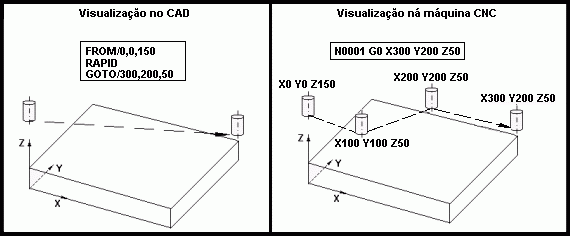 Visualização no CAD
FROM/0,0,150
RAPID
GOTO/300,200,50
Z
Y
X
Visualização ná máquina CNC
N0001 G0 X300 Y200 Z50
X0 Y0 Z150
X200 Y200 Z50
X300 Y200 Z50
X100 Y100 Z50
Z
Y
X